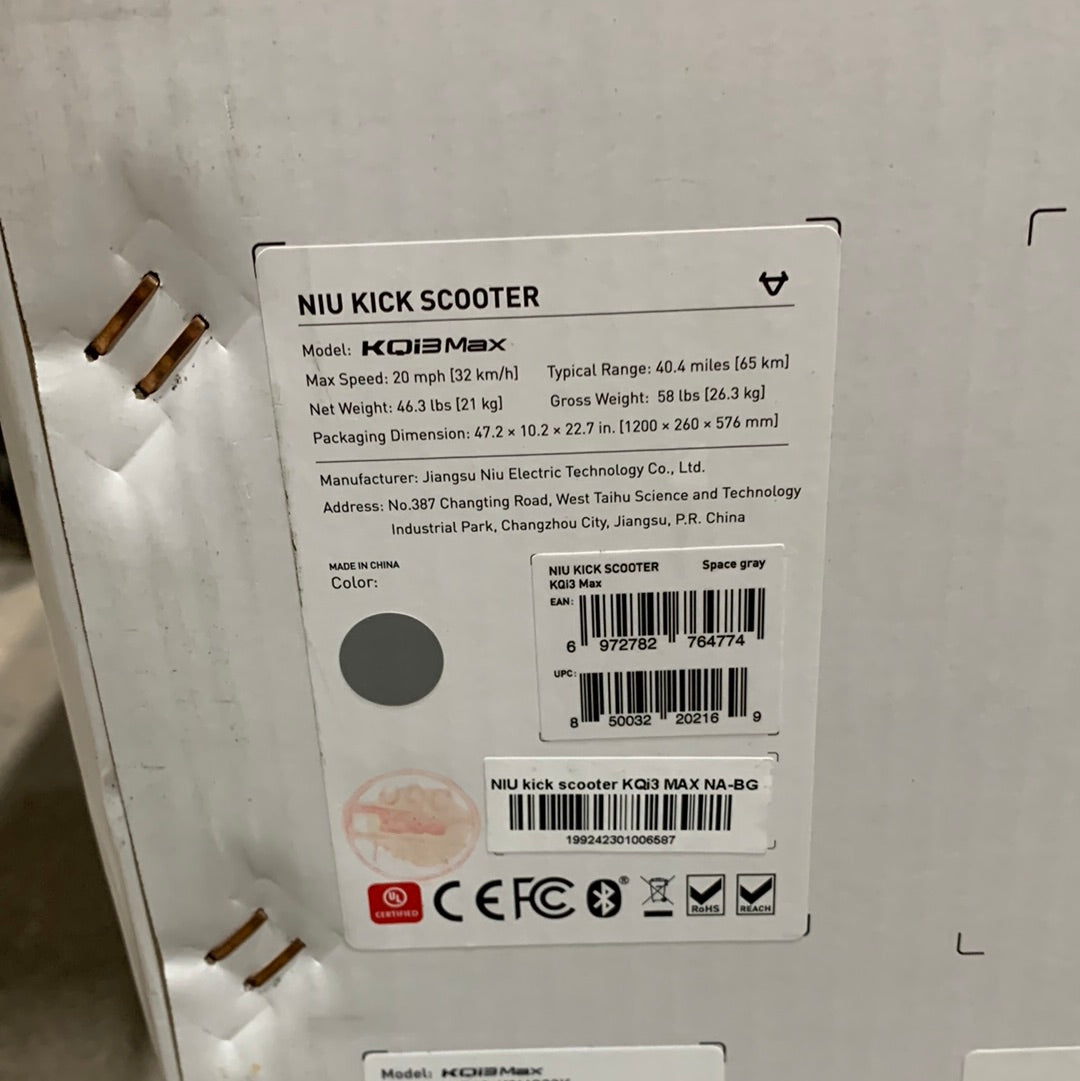 NIU KICK SCOOTER
Model: KQi3Max
Max Speed: 20 mph [32 km/h] Typical Range: 40.4 miles [65 km]
Net Weight: 46.3 lbs [21 kg] Gross Weight: 58 lbs [26.3 kg]
Packaging Dimension: 47.2 × 10.2 × 22.7 in. [1200 × 260 × 576 mm]
Manufacturer: Jiangsu Niu Electric Technology Co., Ltd.
Address: No.387 Changting Road, West Taihu Science and Technology
Industrial Park, Changzhou City, Jiangsu, P.R. China
MADE IN CHINA
Color:
NIU KICK SCOOTER Space gray
KQi3 Max
EAN:
6 972782 764774
UPC:
8 50032 20216 9
NIU kick scooter KQi3 MAX NA-BG
199242301006587
UL CERTIFIED CE FC ® RoHS REACH
Model: KQi3Max